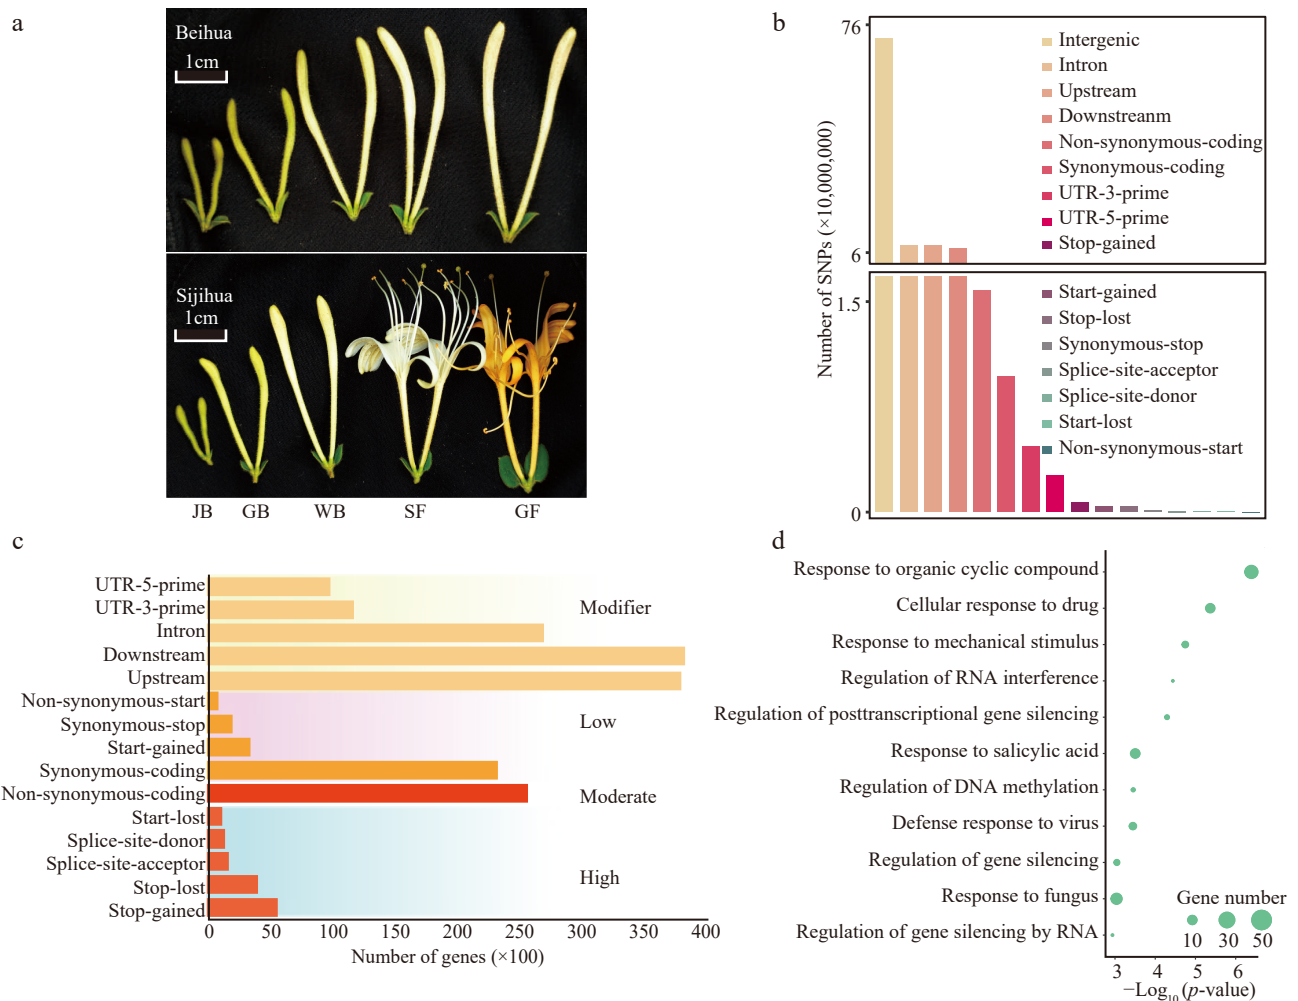 a
Beihua
1cm
Sijihua
1cm
JB GB WB SF GF
b
Number of SNPs (×10,000,000)
76
6
1.5
0
Intergenic
Intron
Upstream
Downstreanm
Non-synonymous-coding
Synonymous-coding
UTR-3-prime
UTR-5-prime
Stop-gained
Start-gained
Stop-lost
Synonymous-stop
Splice-site-acceptor
Splice-site-donor
Start-lost
Non-synonymous-start
c
UTR-5-prime
UTR-3-prime
Intron
Downstream
Upstream
Non-synonymous-start
Synonymous-stop
Start-gained
Synonymous-coding
Non-synonymous-coding
Start-lost
Splice-site-donor
Splice-site-acceptor
Stop-lost
Stop-gained
Modifier
Low
Moderate
High
0 50 100 150 200 250 300 350 400
Number of genes (×100)
d
Response to organic cyclic compound
Cellular response to drug
Response to mechanical stimulus
Regulation of RNA interference
Regulation of posttranscriptional gene silencing
Response to salicylic acid
Regulation of DNA methylation
Defense response to virus
Regulation of gene silencing
Response to fungus
Regulation of gene silencing by RNA
Gene number
10 30 50
3 4 5 6
−Log₁₀ (p-value)